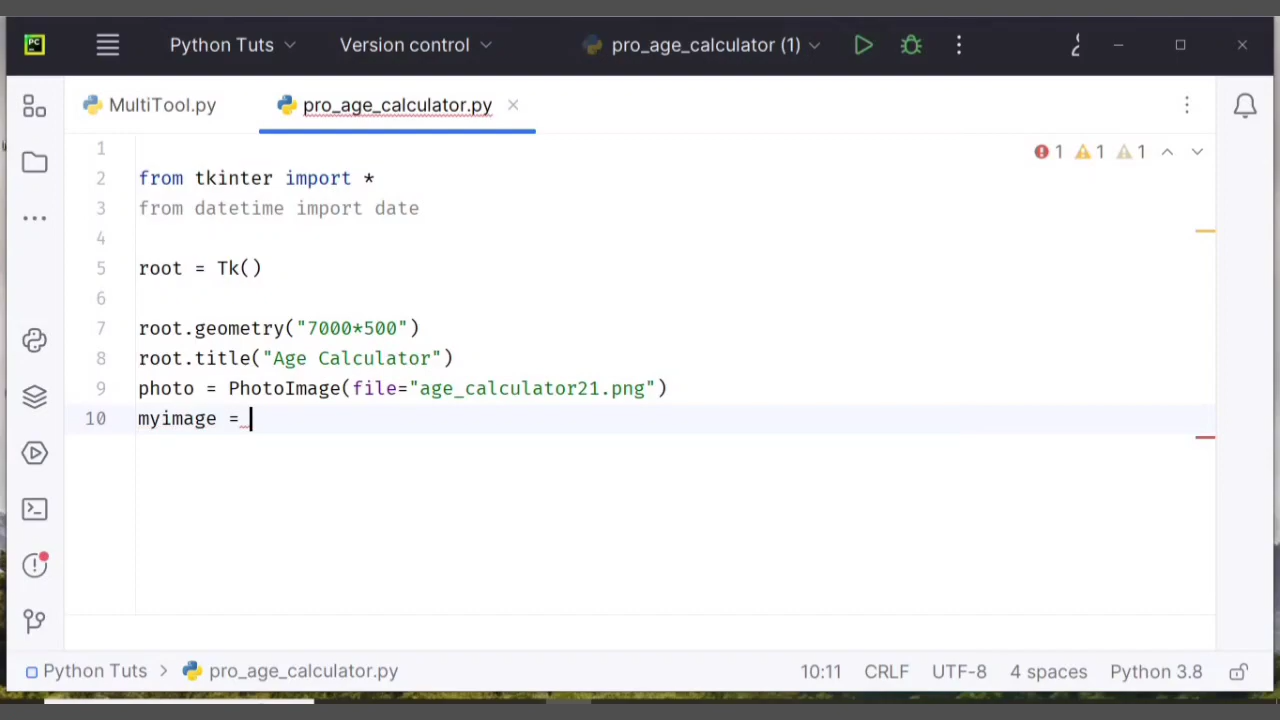 PC
Python Tuts
Version control
pro_age_calculator (1)
MultiTool.py
pro_age_calculator.py
1 1 1
1
2 from tkinter import *
3 from datetime import date
4
5 root = Tk()
6
7 root.geometry("7000*500")
8 root.title("Age Calculator")
9 photo = PhotoImage(file="age_calculator21.png")
10 myimage =
Python Tuts > pro_age_calculator.py
10:11 CRLF UTF-8 4 spaces Python 3.8